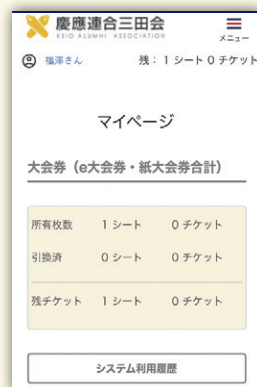 慶應連合三田会
KEIO ALUMNI ASSOCIATION
メニュー
福澤さん 残：1 シート 0 チケット
マイページ
大会券（e大会券・紙大会券合計）
所有枚数 1 シート 0 チケット
引換済 0 シート 0 チケット
残チケット 1 シート 0 チケット
システム利用履歴